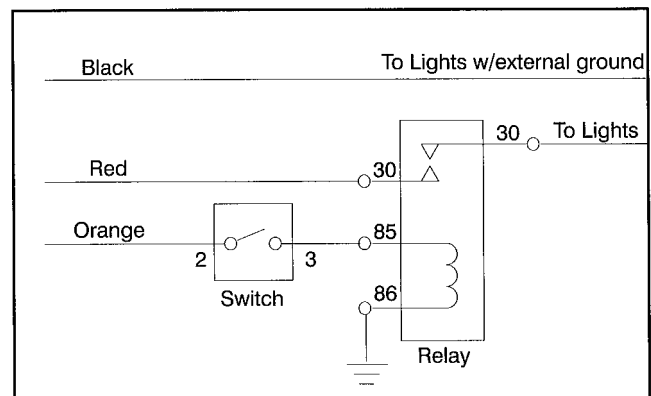 Black
To Lights w/external ground
30
To Lights
Red
30
Orange
85
2
3
Switch
86
Relay